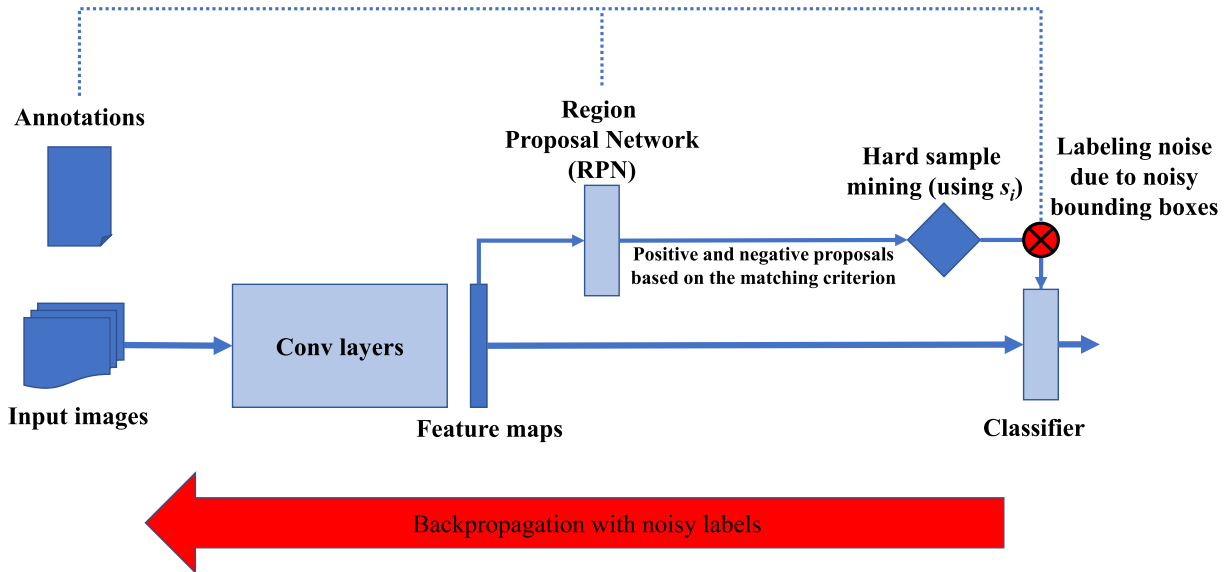 Annotations
Region
Proposal Network
(RPN)
Hard sample
mining (using sᵢ)
Labeling noise
due to noisy
bounding boxes
Positive and negative proposals
based on the matching criterion
Conv layers
Input images
Feature maps
Classifier
Backpropagation with noisy labels